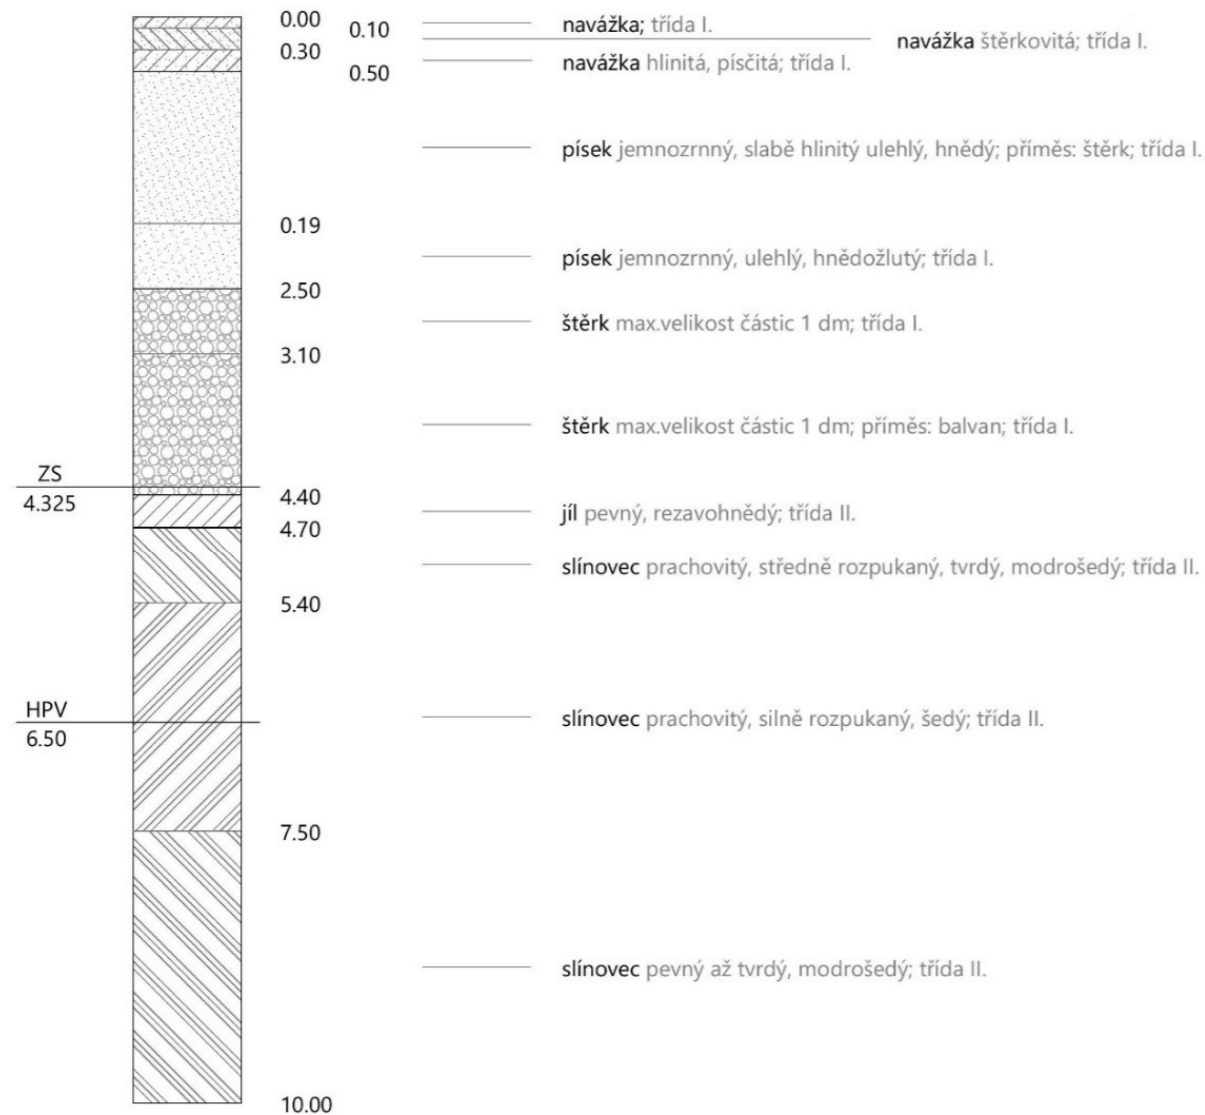 0.00
0.10
navážka; třída I.
navážka štěrkovitá; třída I.
0.30
navážka hlinitá, písčitá; třída I.
0.50
písek jemnozrnný, slabě hlinitý ulehlý, hnědý; příměs: štěrk; třída I.
0.19
písek jemnozrnný, ulehlý, hnědožlutý; třída I.
2.50
štěrk max.velikost částic 1 dm; třída I.
3.10
štěrk max.velikost částic 1 dm; příměs: balvan; třída I.
ZS
4.325
4.40
jíl pevný, rezavohnědý; třída II.
4.70
slínovec prachovitý, středně rozpukaný, tvrdý, modrošedý; třída II.
5.40
HPV
6.50
slínovec prachovitý, silně rozpukaný, šedý; třída II.
7.50
slínovec pevný až tvrdý, modrošedý; třída II.
10.00